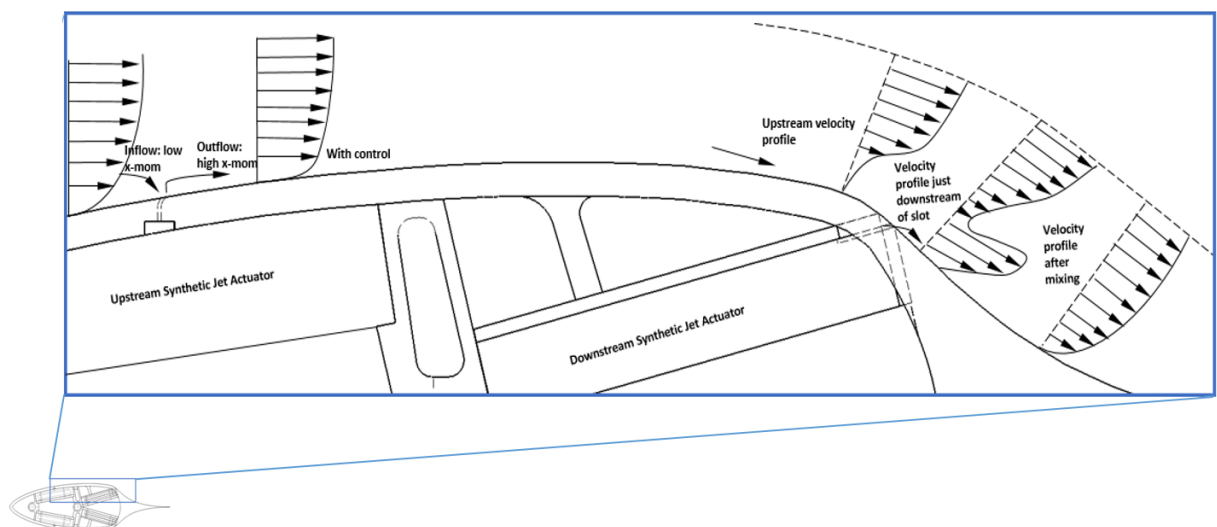 Inflow: low
x-mom
Outflow:
high x-mom
With control
Upstream velocity
profile
Velocity
profile just
downstream
of slot
Velocity
profile
after
mixing
Upstream Synthetic Jet Actuator
Downstream Synthetic Jet Actuator